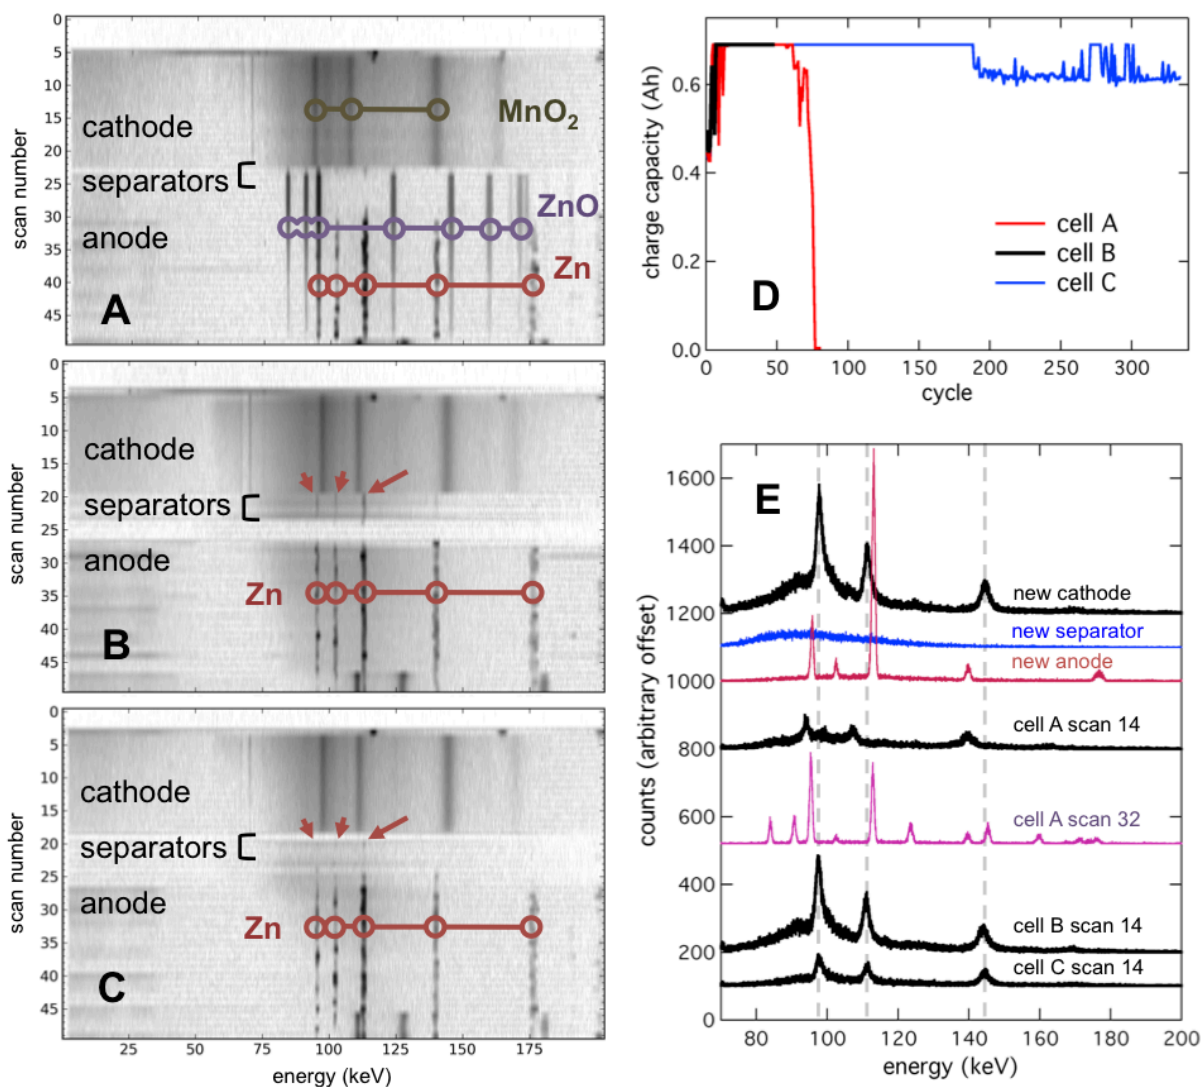 0
5
10
15
20
25
30
35
40
45
scan number
cathode
separators
anode
MnO₂
ZnO
Zn
A
0
5
10
15
20
25
30
35
40
45
scan number
cathode
separators
anode
Zn
B
0
5
10
15
20
25
30
35
40
45
scan number
cathode
separators
anode
Zn
C
25 50 75 100 125 150 175
energy (keV)
charge capacity (Ah)
0.6
0.4
0.2
0.0
cell A
cell B
cell C
D
0 50 100 150 200 250 300
cycle
counts (arbitrary offset)
1600
1400
1200
1000
800
600
400
200
0
E
new cathode
new separator
new anode
cell A scan 14
cell A scan 32
cell B scan 14
cell C scan 14
80 100 120 140 160 180 200
energy (keV)